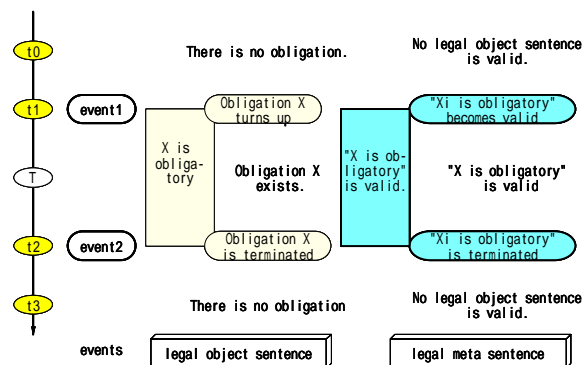 t0
There is no obligation.
No legal object sentence
is valid.
t1
event1
Obligation X
turns up
"Xi is obligatory"
becomes valid
X is
obliga-
tory
"X is ob-
ligatory"
is valid.
T
Obligation X
exists.
"X is obligatory"
is valid
t2
event2
Obligation X
is terminated
"Xi is obligatory"
is terminated
t3
There is no obligation
No legal object sentence
is valid.
events
legal object sentence
legal meta sentence